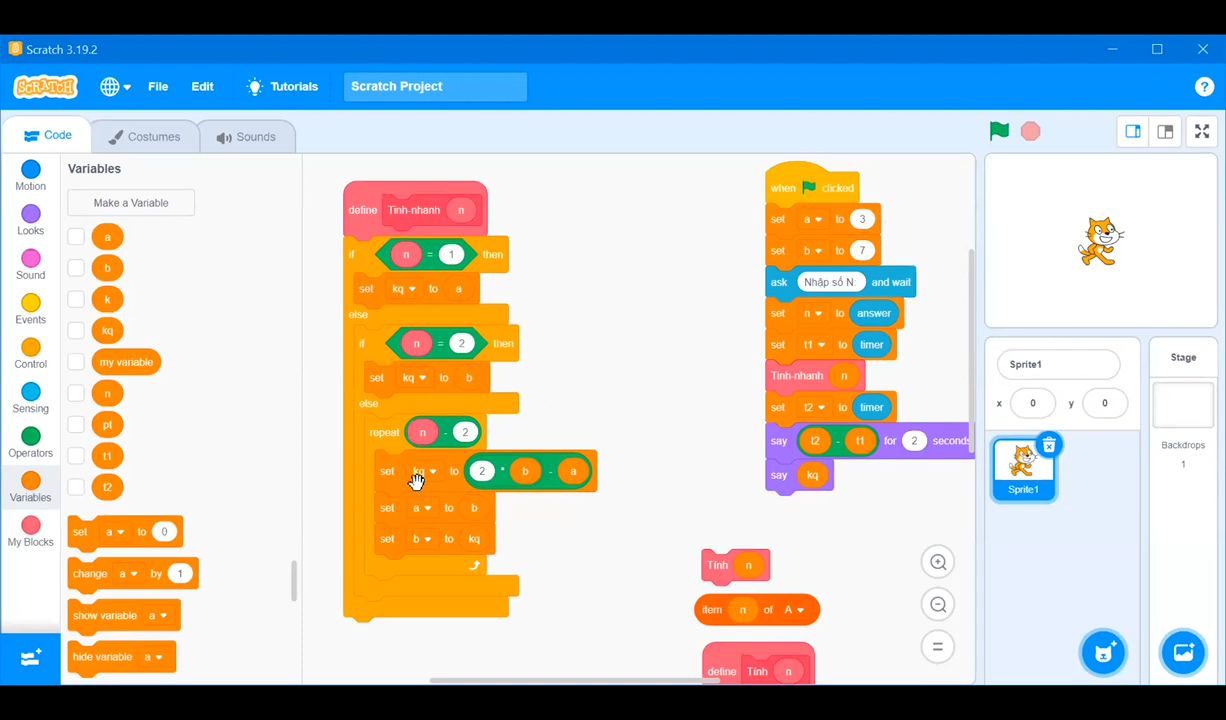 Scratch 3.19.2
SCRATCH File Edit Tutorials Scratch Project ?
Code Costumes Sounds
Motion
Looks
Sound
Events
Control
Sensing
Operators
Variables
My Blocks
Variables
Make a Variable
a
b
k
kq
my variable
n
pt
t1
t2
set a to 0
change a by 1
show variable a
hide variable a
define Tinh-nhanh n
if n = 1 then
set kq to a
else
if n = 2 then
set kq to b
else
repeat n - 2
set kq to 2 * b - a
set a to b
set b to kq
when clicked
set a to 3
set b to 7
ask Nhập số N: and wait
set n to answer
set t1 to timer
Tinh-nhanh n
set t2 to timer
say t2 - t1 for 2 seconds
say kq
Tính n
item n of A
define Tính n
Sprite1
x 0 y 0
Sprite1
Stage
Backdrops
1